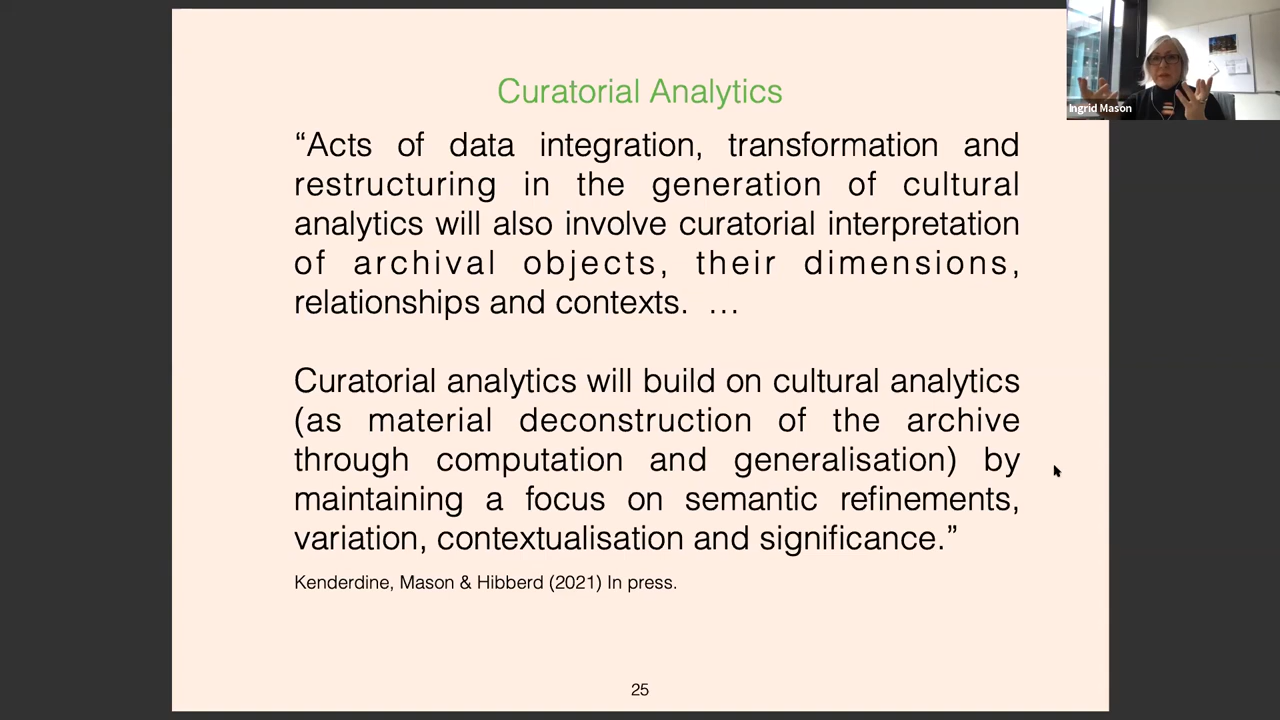 Curatorial Analytics
“Acts of data integration, transformation and
restructuring in the generation of cultural
analytics will also involve curatorial interpretation
of archival objects, their dimensions,
relationships and contexts. …
Curatorial analytics will build on cultural analytics
(as material deconstruction of the archive
through computation and generalisation) by
maintaining a focus on semantic refinements,
variation, contextualisation and significance.”
Kenderdine, Mason & Hibberd (2021) In press.
25
Ingrid Mason